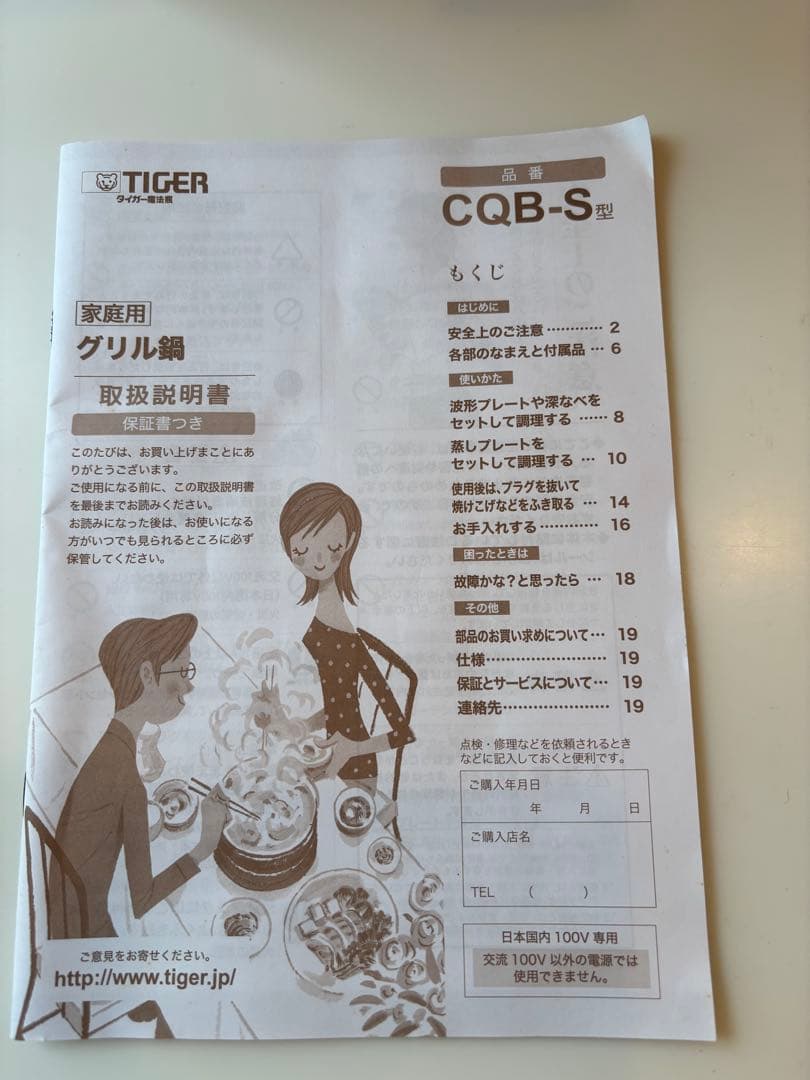 TIGER
タイガー魔法瓶
家庭用
グリル鍋
取扱説明書
保証書つき
このたびは、お買い上げまことにあ
りがとうございます。
ご使用になる前に、この取扱説明書
を最後までお読みください。
お読みになった後は、お使いになる
方がいつでも見られるところに必ず
保管してください。
ご意見をお寄せください。
http://www.tiger.jp/
品番
CQB-S型
もくじ
はじめに
安全上のご注意 ………… 2
各部のなまえと付属品 … 6
使いかた
波形プレートや深なべを
セットして調理する …… 8
蒸しプレートを
セットして調理する … 10
使用後は、プラグを抜いて
焼けこげなどをふき取る … 14
お手入れする ………… 16
困ったときは
故障かな?と思ったら … 18
その他
部品のお買い求めについて… 19
仕様…………………… 19
保証とサービスについて… 19
連絡先………………… 19
点検・修理などを依頼されるとき
などに記入しておくと便利です。
ご購入年月日
年 月 日
ご購入店名
TEL ( )
日本国内100V専用
交流100V以外の電源では
使用できません。